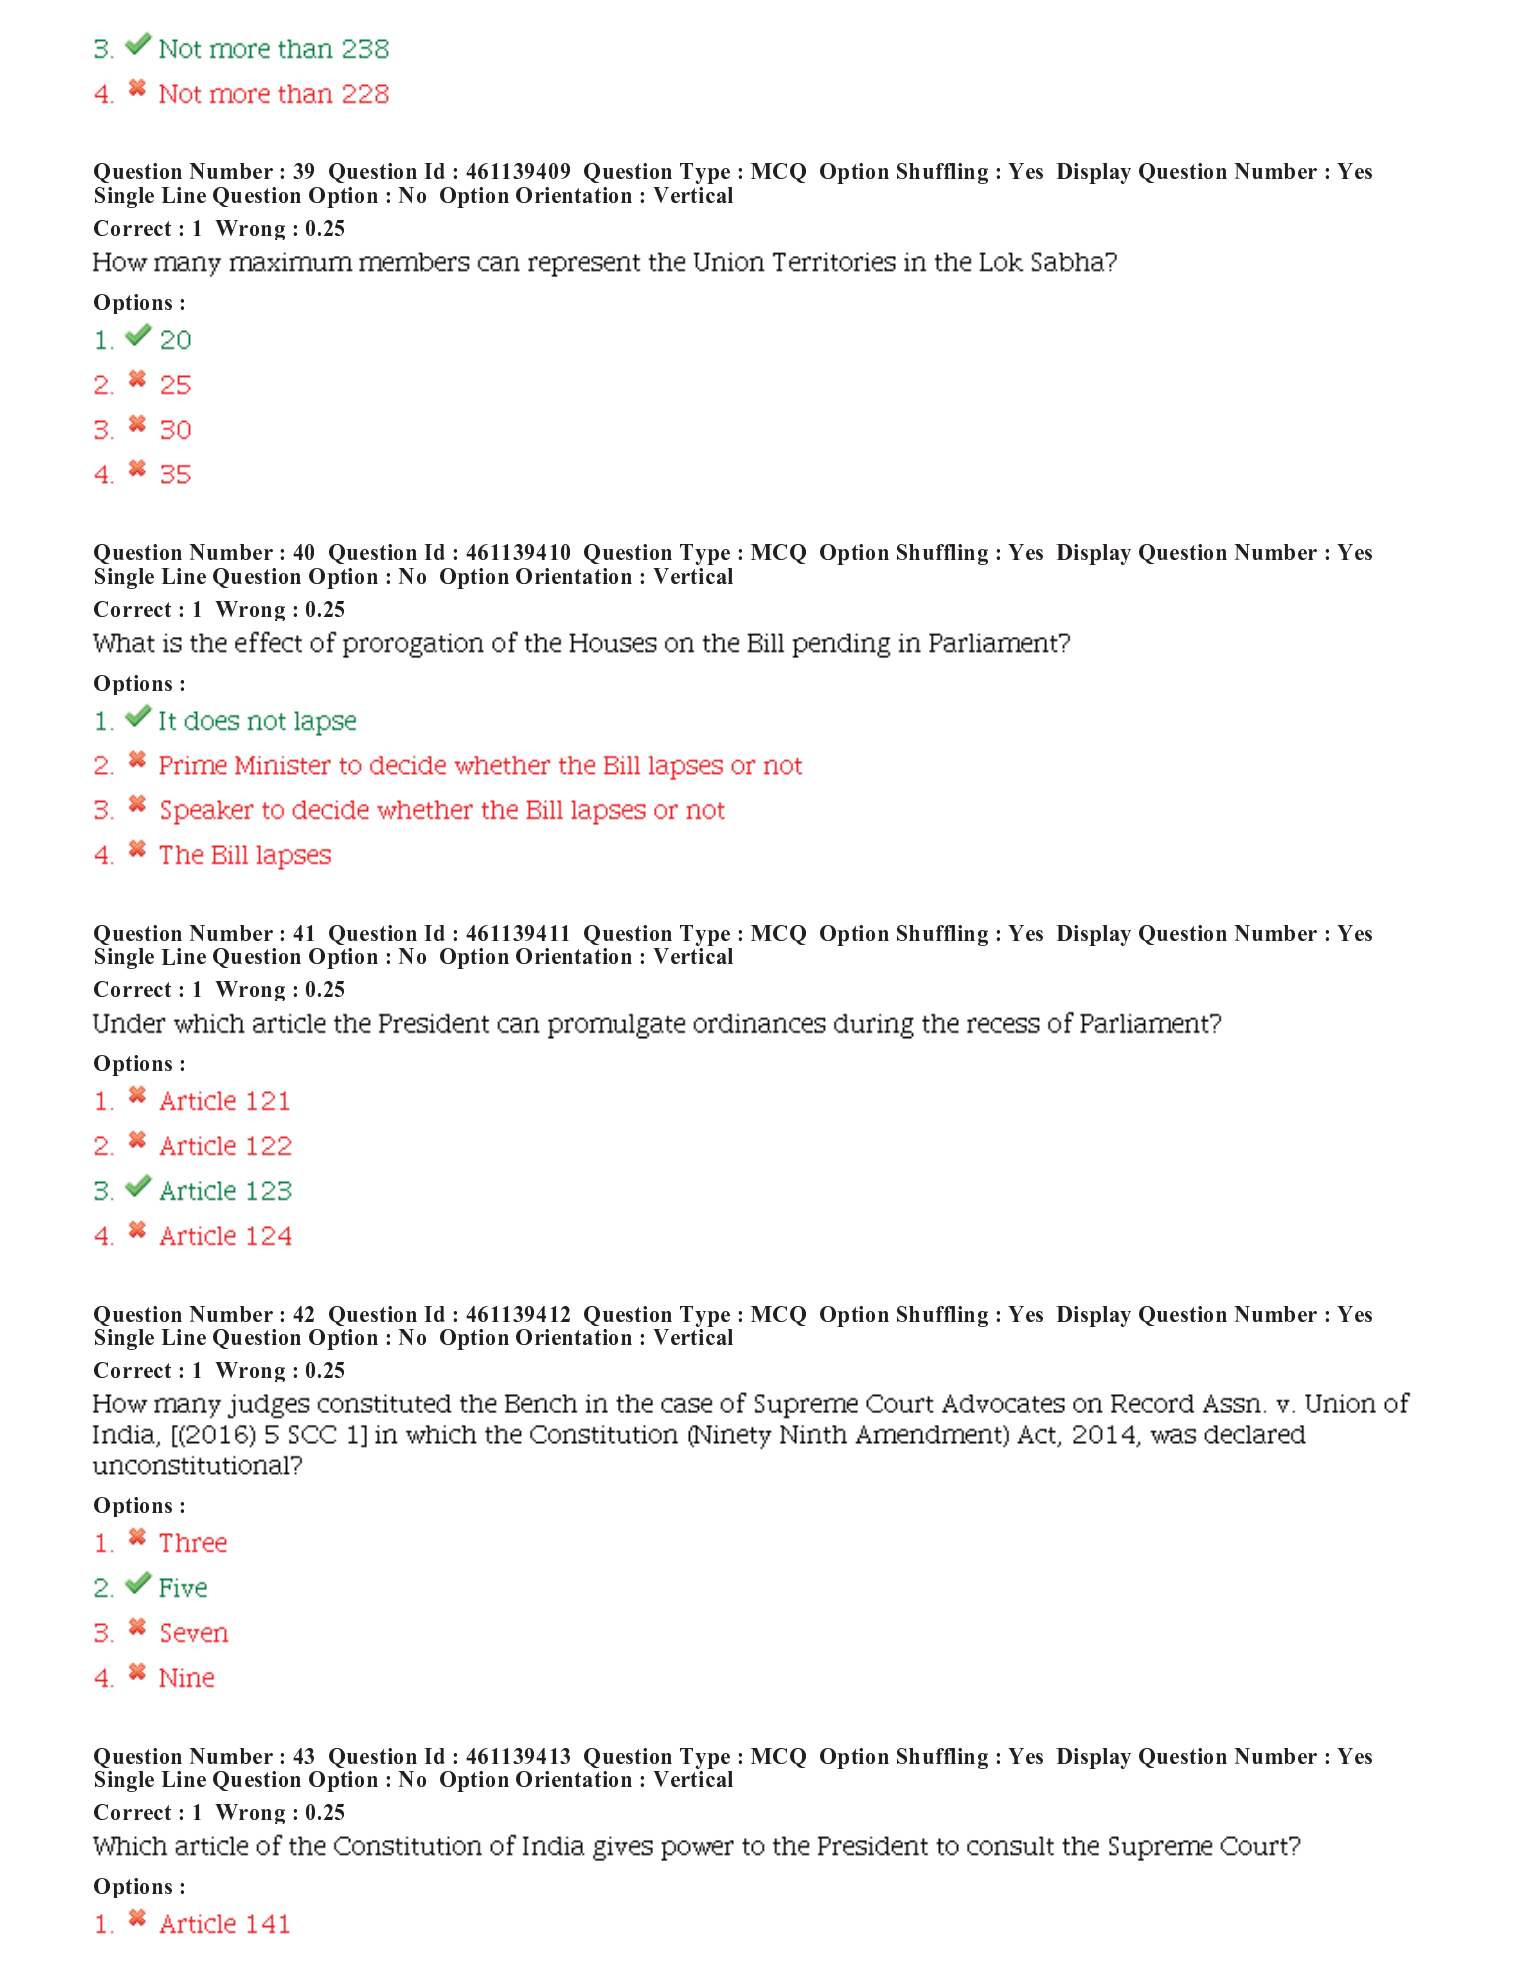 3. Not more than 238
4. Not more than 228
Question Number : 39 Question Id : 461139409 Question Type : MCQ Option Shuffling : Yes Display Question Number : Yes
Single Line Question Option : No Option Orientation : Vertical
Correct : 1 Wrong : 0.25
How many maximum members can represent the Union Territories in the Lok Sabha?
Options :
1. 20
2. 25
3. 30
4. 35
Question Number : 40 Question Id : 461139410 Question Type : MCQ Option Shuffling : Yes Display Question Number : Yes
Single Line Question Option : No Option Orientation : Vertical
Correct : 1 Wrong : 0.25
What is the effect of prorogation of the Houses on the Bill pending in Parliament?
Options :
1. It does not lapse
2. Prime Minister to decide whether the Bill lapses or not
3. Speaker to decide whether the Bill lapses or not
4. The Bill lapses
Question Number : 41 Question Id : 461139411 Question Type : MCQ Option Shuffling : Yes Display Question Number : Yes
Single Line Question Option : No Option Orientation : Vertical
Correct : 1 Wrong : 0.25
Under which article the President can promulgate ordinances during the recess of Parliament?
Options :
1. Article 121
2. Article 122
3. Article 123
4. Article 124
Question Number : 42 Question Id : 461139412 Question Type : MCQ Option Shuffling : Yes Display Question Number : Yes
Single Line Question Option : No Option Orientation : Vertical
Correct : 1 Wrong : 0.25
How many judges constituted the Bench in the case of Supreme Court Advocates on Record Assn. v. Union of
India, [(2016) 5 SCC 1] in which the Constitution (Ninety Ninth Amendment) Act, 2014, was declared
unconstitutional?
Options :
1. Three
2. Five
3. Seven
4. Nine
Question Number : 43 Question Id : 461139413 Question Type : MCQ Option Shuffling : Yes Display Question Number : Yes
Single Line Question Option : No Option Orientation : Vertical
Correct : 1 Wrong : 0.25
Which article of the Constitution of India gives power to the President to consult the Supreme Court?
Options :
1. Article 141